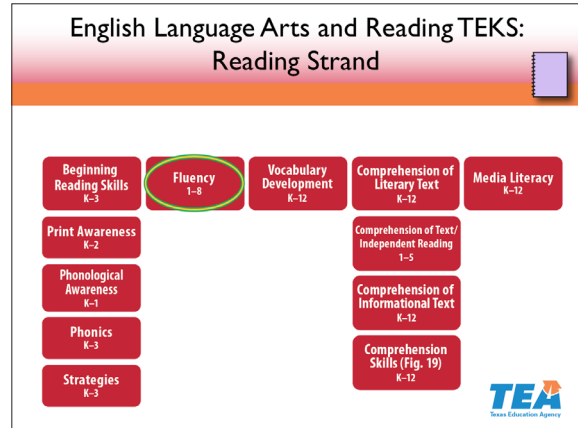 English Language Arts and Reading TEKS:
Reading Strand
Beginning
Reading Skills
K–3
Fluency
1–8
Vocabulary
Development
K–12
Comprehension of
Literary Text
K–12
Media Literacy
K–12
Print Awareness
K–2
Comprehension of Text/
Independent Reading
1–5
Phonological
Awareness
K–1
Comprehension of
Informational Text
K–12
Phonics
K–3
Comprehension
Skills (Fig. 19)
K–12
Strategies
K–3
TEA
Texas Education Agency